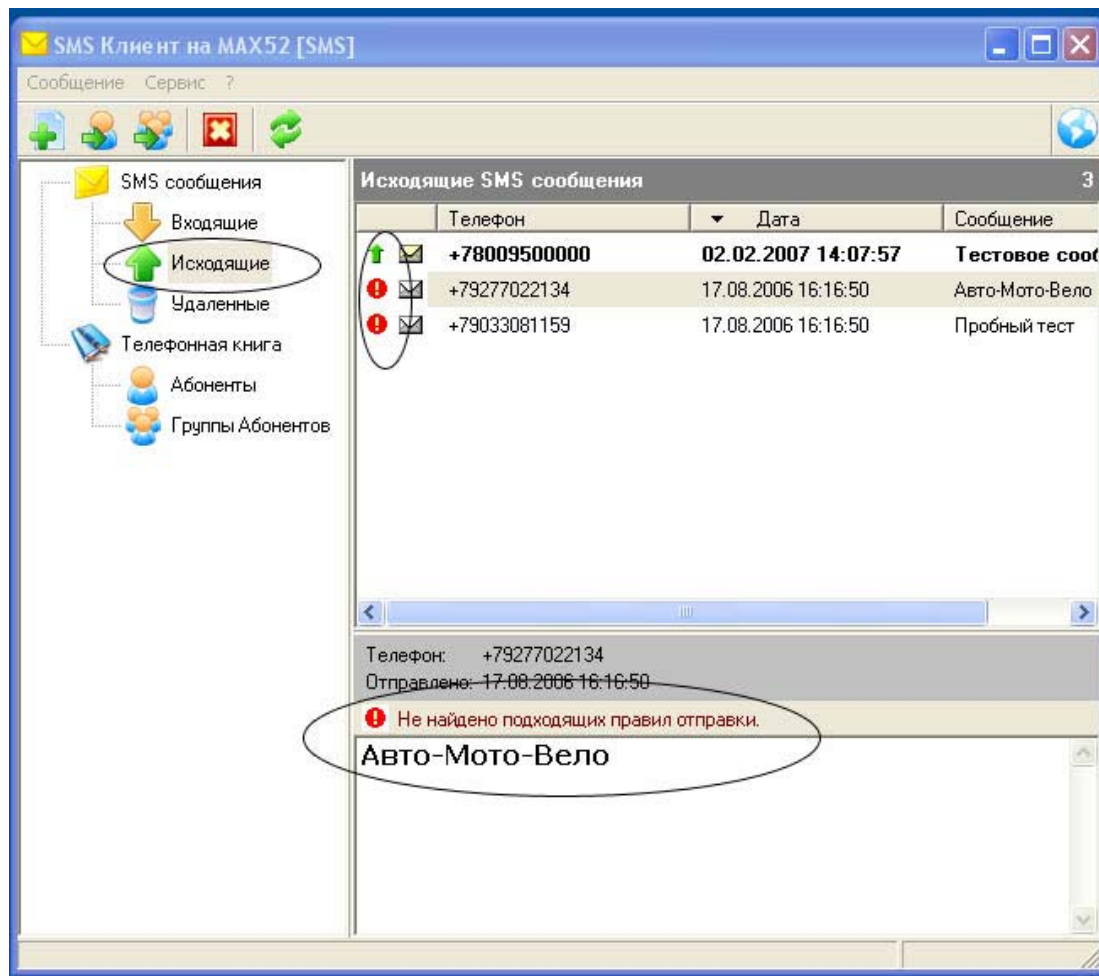 SMS Клиент на MAX52 [SMS]
Сообщение Сервис ?
SMS сообщения
Входящие
Исходящие
Удаленные
Телефонная книга
Абоненты
Группы Абонентов
Исходящие SMS сообщения 3
Телефон Дата Сообщение
+78009500000 02.02.2007 14:07:57 Тестовое сооб
+79277022134 17.08.2006 16:16:50 Авто-Мото-Вело
+79033081159 17.08.2006 16:16:50 Пробный тест
Телефон: +79277022134
Отправлено: 17.08.2006 16:16:50
Не найдено подходящих правил отправки.
Авто-Мото-Вело